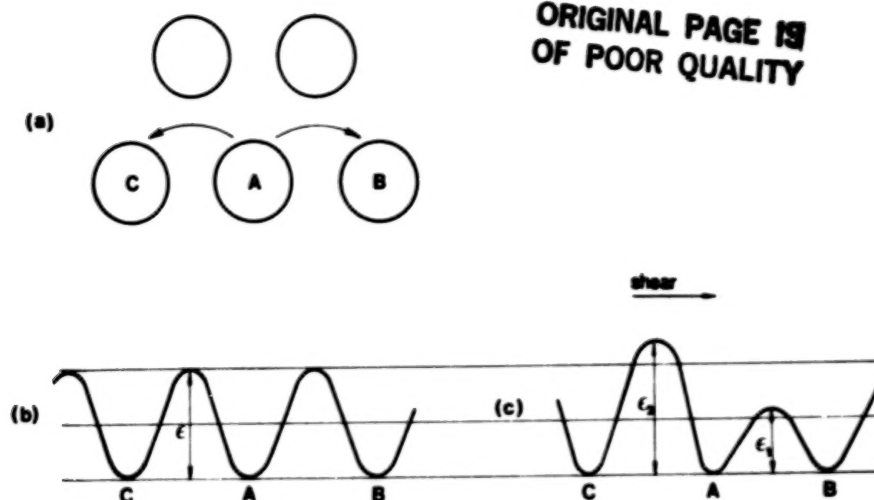 ORIGINAL PAGE IS
OF POOR QUALITY
(a)
C A B
shear
(b)
ε
(c)
ε₂
ε₁
C A B
C A B